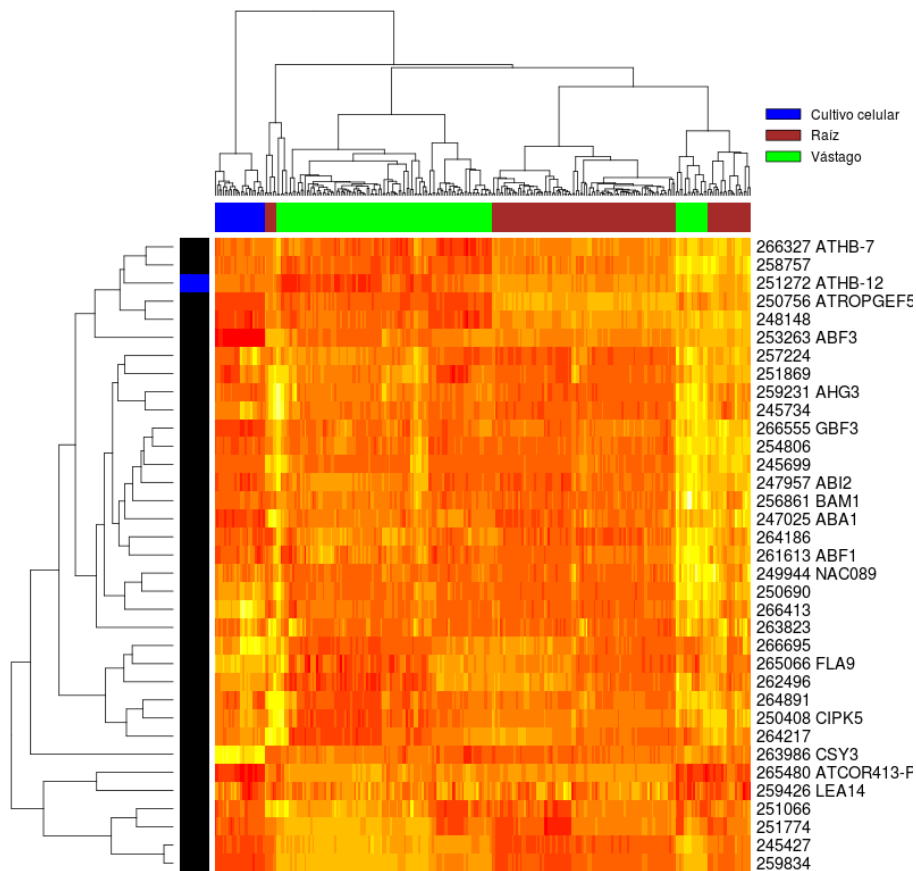 Cultivo celular
Raíz
Vástago
266327 ATHB-7
258757
251272 ATHB-12
250756 ATROPGEF5
248148
253263 ABF3
257224
251869
259231 AHG3
245734
266555 GBF3
254806
245699
247957 ABI2
256861 BAM1
247025 ABA1
264186
261613 ABF1
249944 NAC089
250690
266413
263823
266695
265066 FLA9
262496
264891
250408 CIPK5
264217
263986 CSY3
265480 ATCOR413-P
259426 LEA14
251066
251774
245427
259834